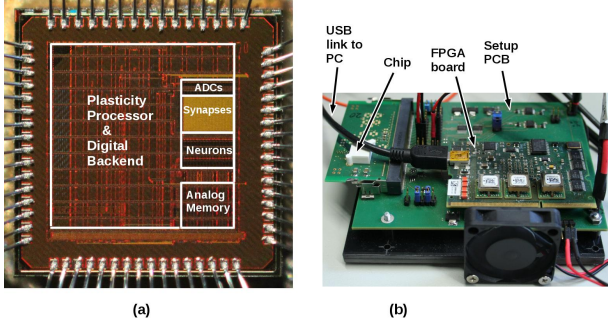 Plasticity
Processor
&
Digital
Backend
ADCs
Synapses
Neurons
Analog
Memory
(a)
USB
link to
PC
Chip
FPGA
board
Setup
PCB
(b)